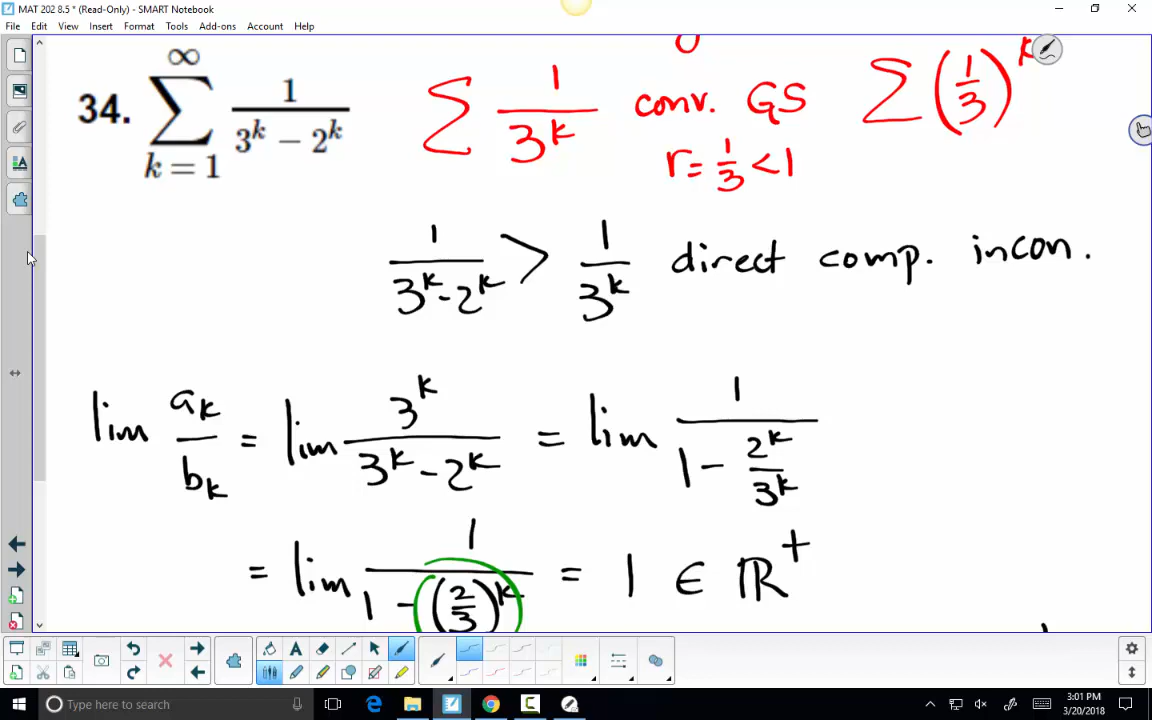 MAT 202 8.5 * (Read-Only) - SMART Notebook
File Edit View Insert Format Tools Add-ons Account Help
34. ∞ ∑ k = 1 1 / (3^k − 2^k)
∑ 1/3^k conv. GS ∑ (1/3)^k
r = 1/3 < 1
1/(3^k - 2^k) > 1/3^k direct comp. incon.
lim a_k/b_k = lim 3^k/(3^k - 2^k) = lim 1/(1 - 2^k/3^k)
= lim 1/(1 - (2/3)^k) = 1 ∈ ℝ^+
Type here to search
3:01 PM
3/20/2018